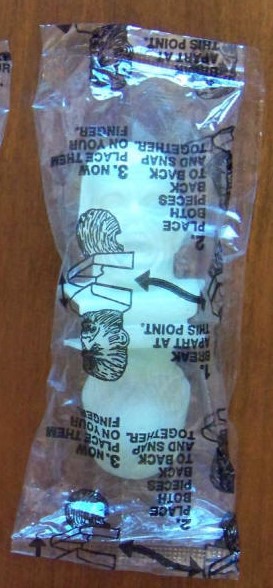 2.
PLACE
BOTH
PIECES
BACK
TO BACK
AND SNAP
TOGETHER.
3. NOW
PLACE THEM
ON YOUR
FINGER
1.
BREAK
APART AT
THIS POINT.
2.
PLACE
BOTH
PIECES
BACK
TO BACK
AND SNAP
TOGETHER.
3. NOW
PLACE THEM
ON YOUR
FINGER.
BREAK
APART AT
THIS POINT.